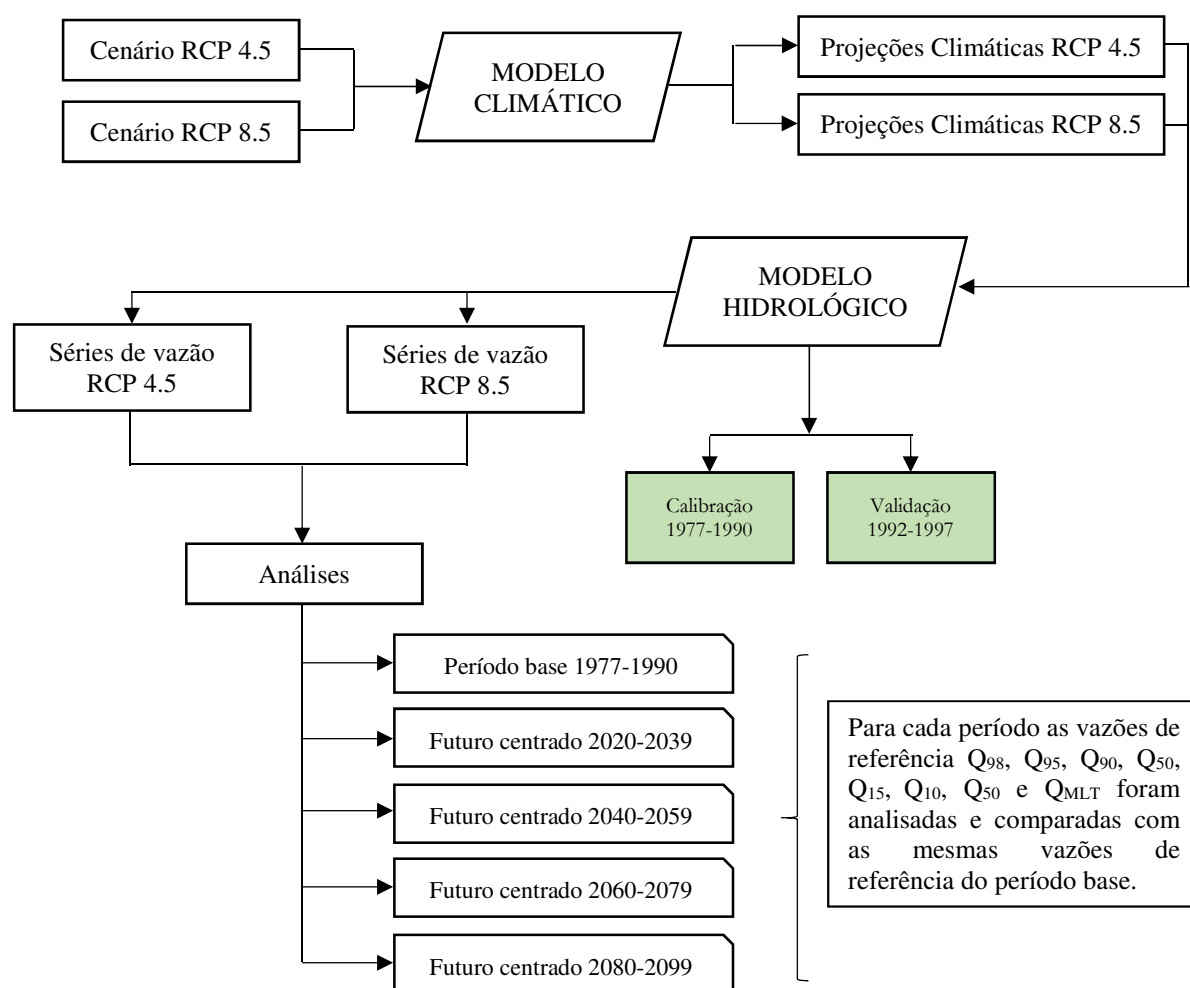 Cenário RCP 4.5
Cenário RCP 8.5
MODELO
CLIMÁTICO
Projeções Climáticas RCP 4.5
Projeções Climáticas RCP 8.5
MODELO
HIDROLÓGICO
Séries de vazão
RCP 4.5
Séries de vazão
RCP 8.5
Calibração
1977-1990
Validação
1992-1997
Análises
Período base 1977-1990
Futuro centrado 2020-2039
Futuro centrado 2040-2059
Futuro centrado 2060-2079
Futuro centrado 2080-2099
Para cada período as vazões de
referência Q98, Q95, Q90, Q50,
Q15, Q10, Q50 e QMLT foram
analisadas e comparadas com
as mesmas vazões de
referência do período base.